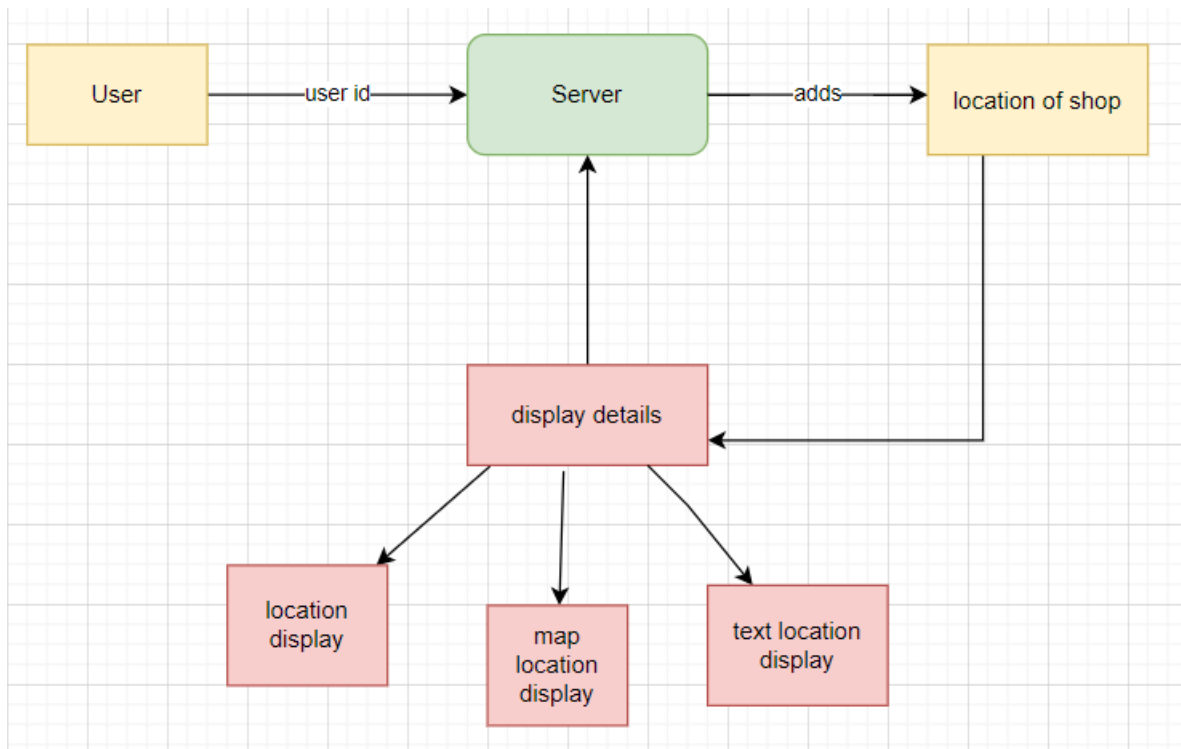 User
user id
Server
adds
location of shop
display details
location
display
map
location
display
text location
display